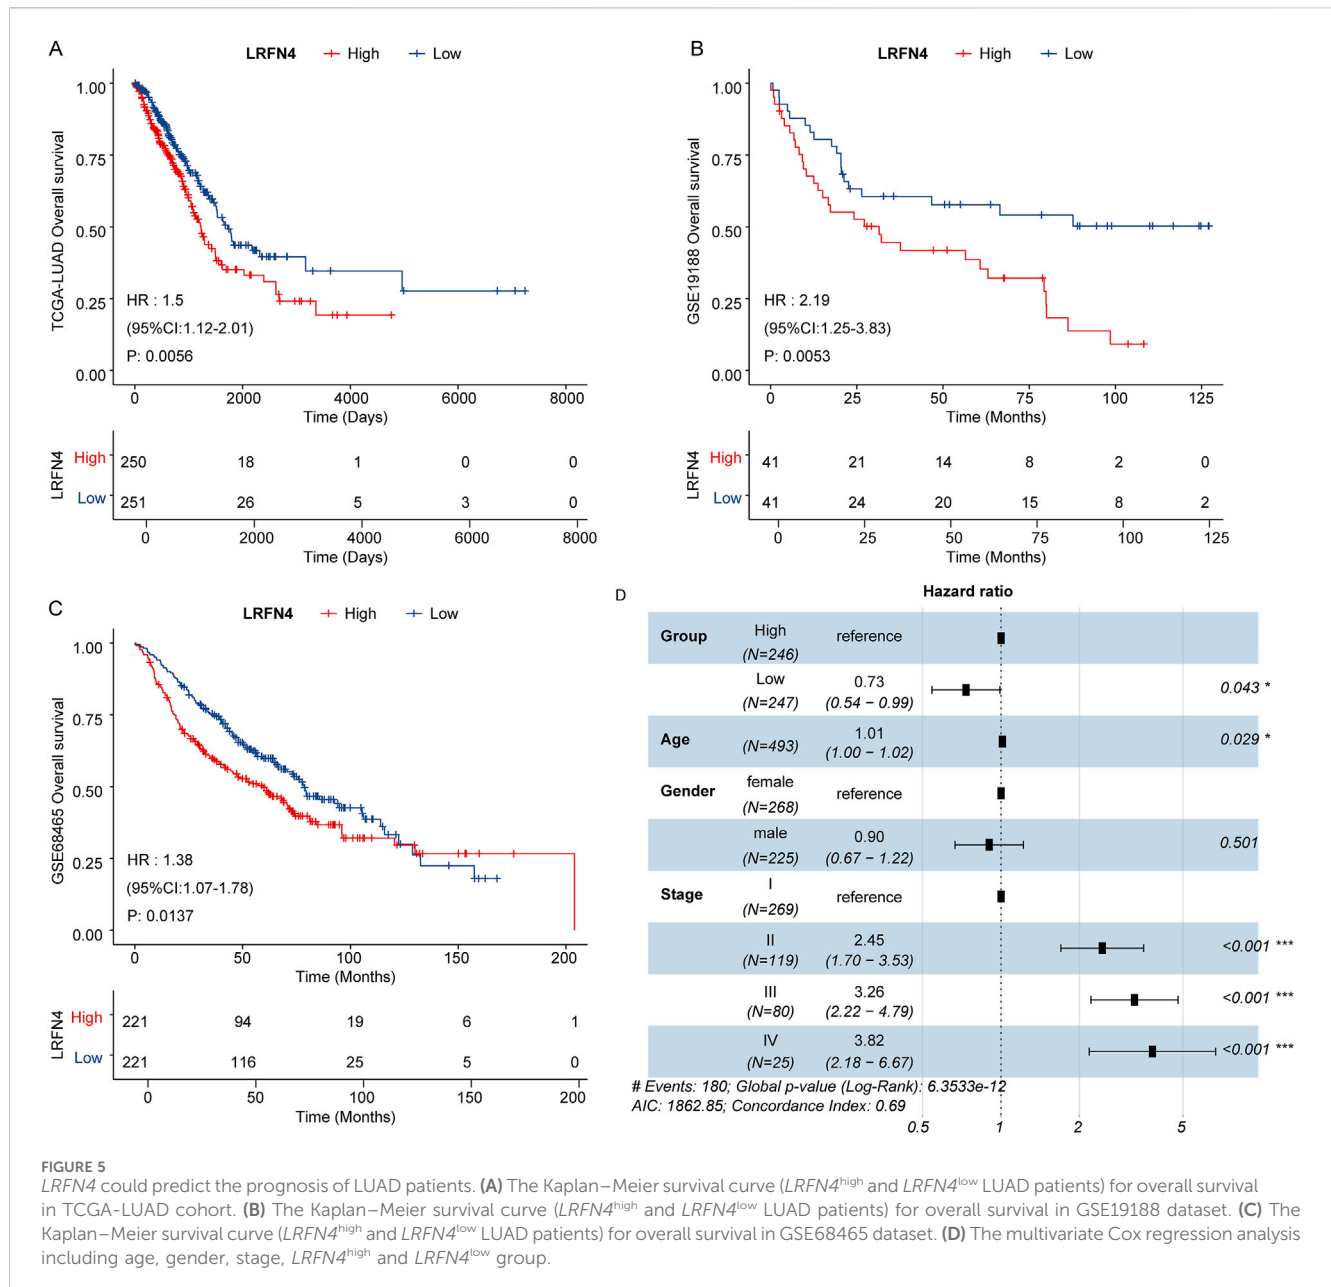 A
LRFN4 High Low
TCGA-LUAD Overall survival
1.00
0.75
0.50
0.25
0.00
HR : 1.5
(95%CI:1.12-2.01)
P: 0.0056
0 2000 4000 6000 8000
Time (Days)
LRFN4
High 250 18 1 0 0
Low 251 26 5 3 0
0 2000 4000 6000 8000
Time (Days)
B
LRFN4 High Low
GSE19188 Overall survival
1.00
0.75
0.50
0.25
0.00
HR : 2.19
(95%CI:1.25-3.83)
P: 0.0053
0 25 50 75 100 125
Time (Months)
LRFN4
High 41 21 14 8 2 0
Low 41 24 20 15 8 2
0 25 50 75 100 125
Time (Months)
C
LRFN4 High Low
GSE68465 Overall survival
1.00
0.75
0.50
0.25
0.00
HR : 1.38
(95%CI:1.07-1.78)
P: 0.0137
0 50 100 150 200
Time (Months)
LRFN4
High 221 94 19 6 1
Low 221 116 25 5 0
0 50 100 150 200
Time (Months)
D
Hazard ratio
Group High reference
(N=246)
Low 0.73 0.043 *
(N=247) (0.54 − 0.99)
Age (N=493) 1.01 0.029 *
(1.00 − 1.02)
Gender female reference
(N=268)
male 0.90 0.501
(N=225) (0.67 − 1.22)
Stage I reference
(N=269)
II 2.45 <0.001 ***
(N=119) (1.70 − 3.53)
III 3.26 <0.001 ***
(N=80) (2.22 − 4.79)
IV 3.82 <0.001 ***
(N=25) (2.18 − 6.67)
# Events: 180; Global p-value (Log-Rank): 6.3533e-12
AIC: 1862.85; Concordance Index: 0.69
0.5 1 2 5
FIGURE 5
LRFN4 could predict the prognosis of LUAD patients. (A) The Kaplan–Meier survival curve (LRFN4high and LRFN4low LUAD patients) for overall survival
in TCGA-LUAD cohort. (B) The Kaplan–Meier survival curve (LRFN4high and LRFN4low LUAD patients) for overall survival in GSE19188 dataset. (C) The
Kaplan–Meier survival curve (LRFN4high and LRFN4low LUAD patients) for overall survival in GSE68465 dataset. (D) The multivariate Cox regression analysis
including age, gender, stage, LRFN4high and LRFN4low group.